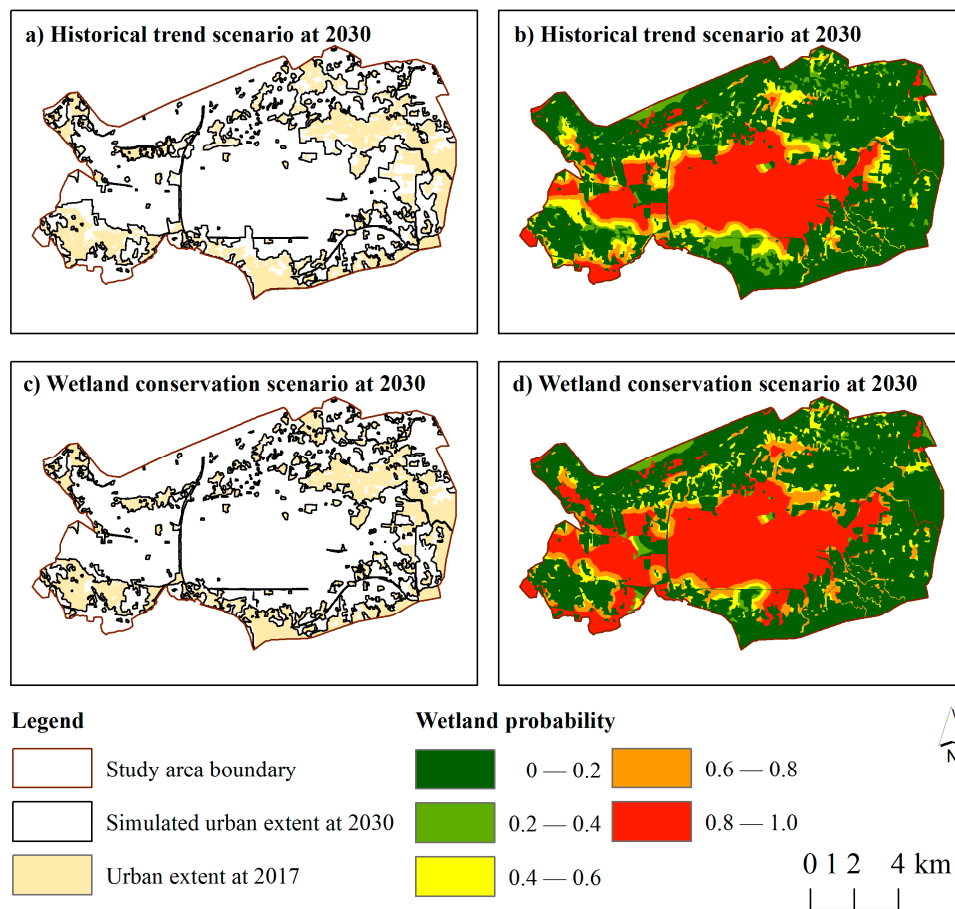 a) Historical trend scenario at 2030
b) Historical trend scenario at 2030
c) Wetland conservation scenario at 2030
d) Wetland conservation scenario at 2030
Legend
Study area boundary
Simulated urban extent at 2030
Urban extent at 2017
Wetland probability
0 — 0.2
0.2 — 0.4
0.4 — 0.6
0.6 — 0.8
0.8 — 1.0
N
0 1 2 4 km